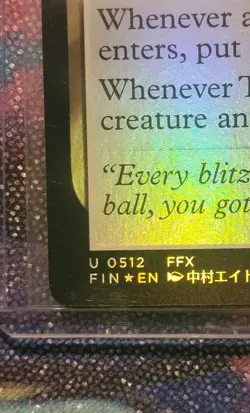 Whenever a
enters, put
Whenever T
creature an
“Every blitz
ball, you got
U 0512 FFX
FIN★EN 中村エイト